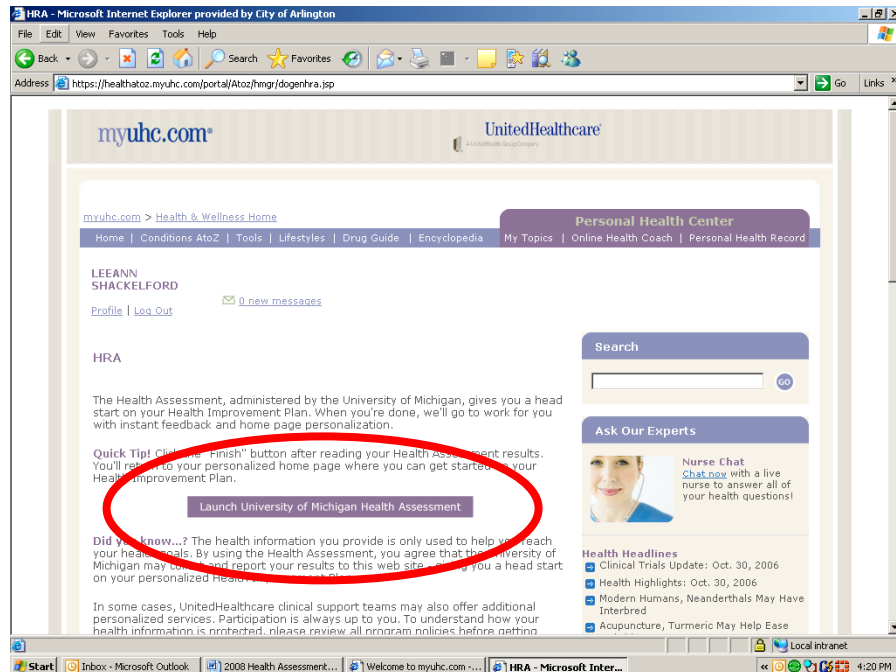 HRA - Microsoft Internet Explorer provided by City of Arlington
File Edit View Favorites Tools Help
Back Search Favorites
Address https://healthatoz.myuhc.com/portal/Atoz/hmgr/dogenhra.jsp Go Links
myuhc.com®
UnitedHealthcare®
A UnitedHealth Group Company
myuhc.com > Health & Wellness Home
Personal Health Center
Home | Conditions AtoZ | Tools | Lifestyles | Drug Guide | Encyclopedia My Topics | Online Health Coach | Personal Health Record
LEEANN
SHACKELFORD
0 new messages
Profile | Log Out
HRA
The Health Assessment, administered by the University of Michigan, gives you a head
start on your Health Improvement Plan. When you're done, we'll go to work for you
with instant feedback and home page personalization.
Quick Tip! Click "Finish" button after reading your Health Assessment results.
You'll return to your personalized home page where you can get started on your
Health Improvement Plan.
Launch University of Michigan Health Assessment
Did you know...? The health information you provide is only used to help you reach
your health goals. By using the Health Assessment, you agree that the University of
Michigan may collect and report your results to this web site - giving you a head start
on your personalized Health Improvement Plan.
In some cases, UnitedHealthcare clinical support teams may also offer additional
personalized services. Participation is always up to you. To understand how your
health information is protected, please review all program policies before getting
Search
GO
Ask Our Experts
Nurse Chat
Chat now with a live
nurse to answer all of
your health questions!
Health Headlines
Clinical Trials Update: Oct. 30, 2006
Health Highlights: Oct. 30, 2006
Modern Humans, Neanderthals May Have
Interbred
Acupuncture, Turmeric May Help Ease
Local intranet
Start Inbox - Microsoft Outlook 2008 Health Assessment... Welcome to myuhc.com -... HRA - Microsoft Inter... 4:20 PM